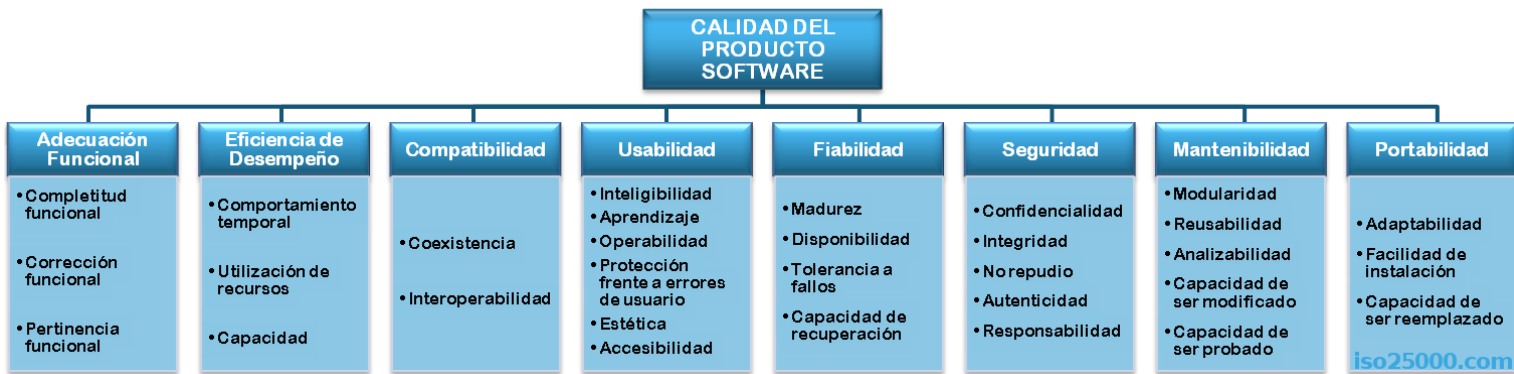 CALIDAD DEL
PRODUCTO
SOFTWARE
Adecuación
Funcional
• Completitud
funcional
• Corrección
funcional
• Pertinencia
funcional
Eficiencia de
Desempeño
• Comportamiento
temporal
• Utilización de
recursos
• Capacidad
Compatibilidad
• Coexistencia
• Interoperabilidad
Usabilidad
• Inteligibilidad
• Aprendizaje
• Operabilidad
• Protección
frente a errores
de usuario
• Estética
• Accesibilidad
Fiabilidad
• Madurez
• Disponibilidad
• Tolerancia a
fallos
• Capacidad de
recuperación
Seguridad
• Confidencialidad
• Integridad
• No repudio
• Autenticidad
• Responsabilidad
Mantenibilidad
• Modularidad
• Reusabilidad
• Analizabilidad
• Capacidad de
ser modificado
• Capacidad de
ser probado
Portabilidad
• Adaptabilidad
• Facilidad de
instalación
• Capacidad de
ser reemplazado
iso25000.com